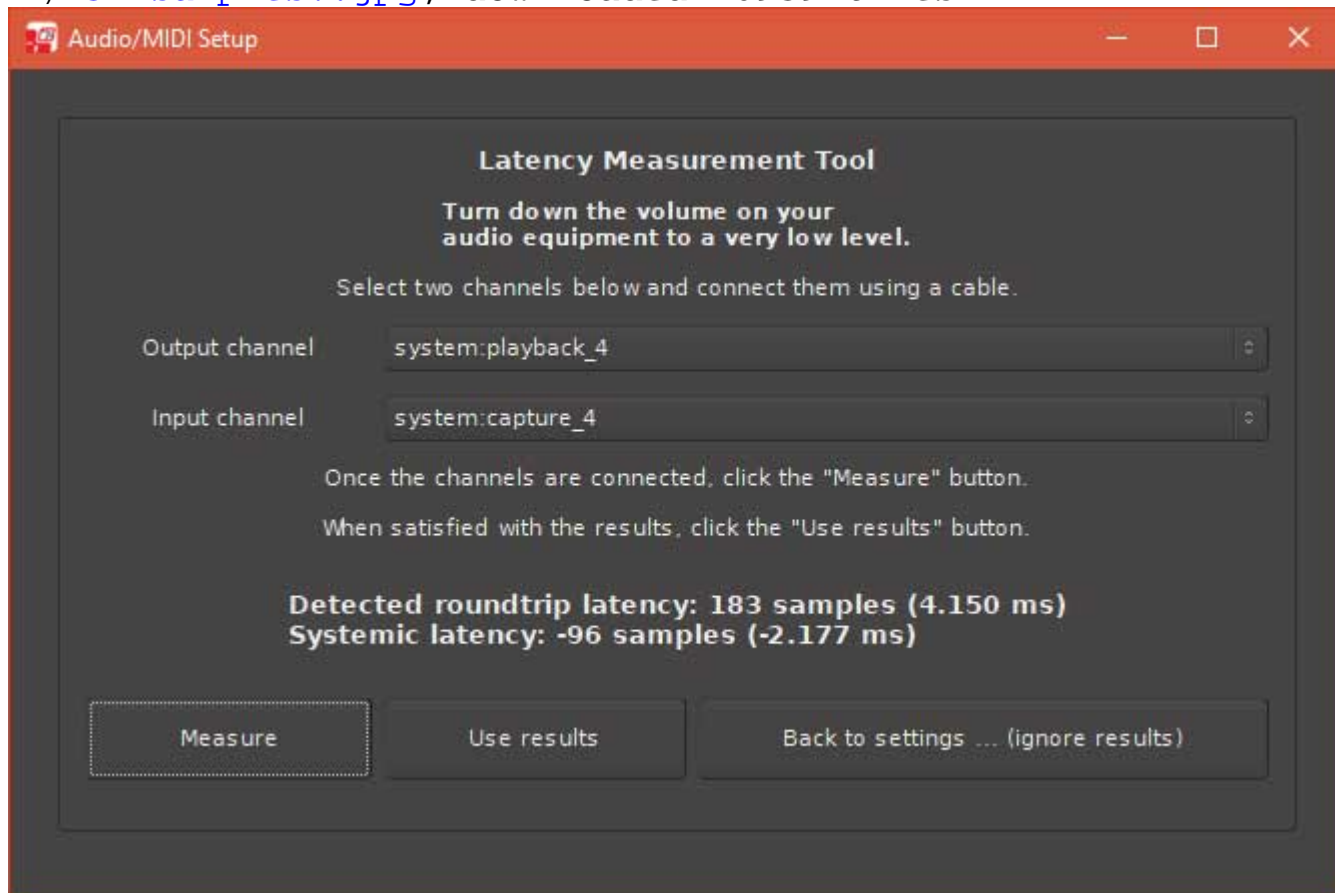 Audio/MIDI Setup
Latency Measurement Tool
Turn down the volume on your
audio equipment to a very low level.
Select two channels below and connect them using a cable.
Output channel system:playback_4
Input channel system:capture_4
Once the channels are connected, click the "Measure" button.
When satisfied with the results, click the "Use results" button.
Detected roundtrip latency: 183 samples (4.150 ms)
Systemic latency: -96 samples (-2.177 ms)
Measure Use results Back to settings ... (ignore results)